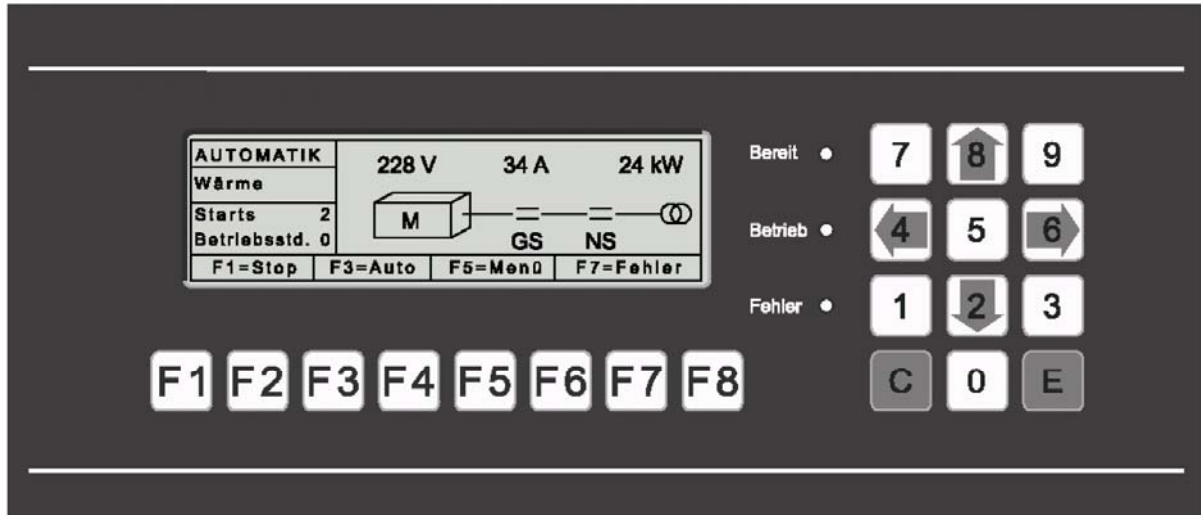 AUTOMATIK
Wärme
Starts 2
Betriebsstd. 0
228 V 34 A 24 kW
M
GS NS
F1=Stop F3=Auto F5=Menü F7=Fehler
Bereit
Betrieb
Fehler
7 8 9
4 5 6
1 2 3
C 0 E
F1 F2 F3 F4 F5 F6 F7 F8